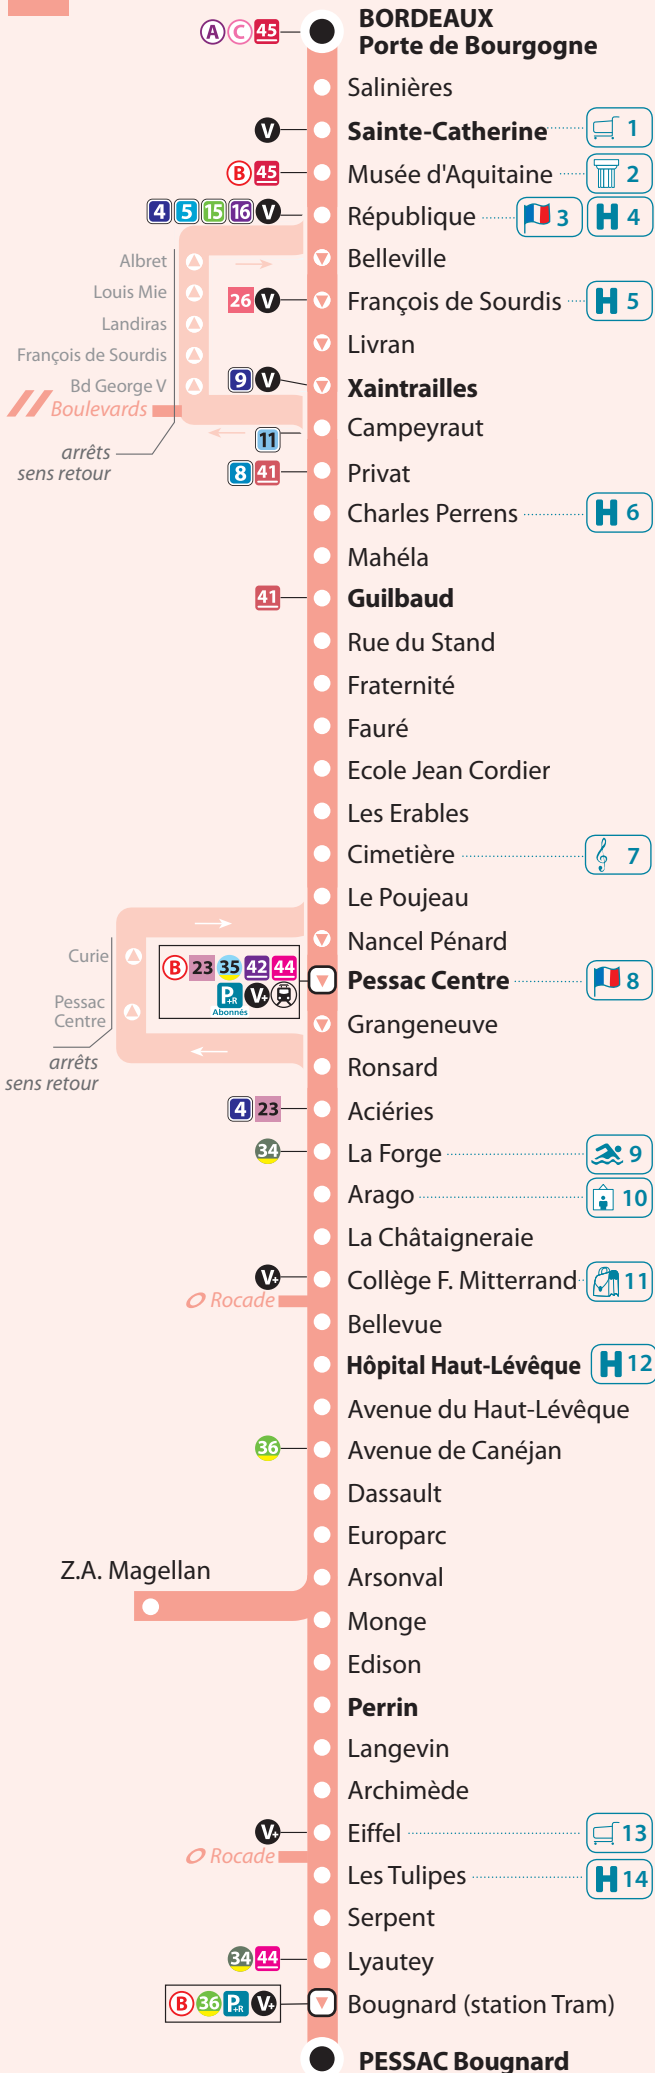 A C 45 BORDEAUX
Porte de Bourgogne
Salinières
V Sainte-Catherine 1
B 45 Musée d'Aquitaine 2
4 5 15 16 V République 3 H 4
Albret Belleville
Louis Mie 26 V François de Sourdis H 5
Landiras
François de Sourdis Livran
Bd George V 9 V Xaintrailles
Boulevards
11 Campeyraut
arrêts
sens retour
8 41 Privat
Charles Perrens H 6
Mahéla
41 Guilbaud
Rue du Stand
Fraternité
Fauré
Ecole Jean Cordier
Les Erables
Cimetière 7
Le Poujeau
Curie Nancel Pénard
B 23 35 42 44 Pessac Centre 8
P+R V+
Abonnés
Pessac
Centre
Grangeneuve
arrêts
sens retour
Ronsard
4 23 Aciéries
34 La Forge 9
Arago 10
La Châtaigneraie
V+ Collège F. Mitterrand 11
Rocade
Bellevue
Hôpital Haut-Lévêque H 12
Avenue du Haut-Lévêque
36 Avenue de Canéjan
Dassault
Europarc
Z.A. Magellan Arsonval
Monge
Edison
Perrin
Langevin
Archimède
V+ Eiffel 13
Rocade
Les Tulipes H 14
Serpent
34 44 Lyautey
B 36 P+R V+ Bougnard (station Tram)
PESSAC Bougnard